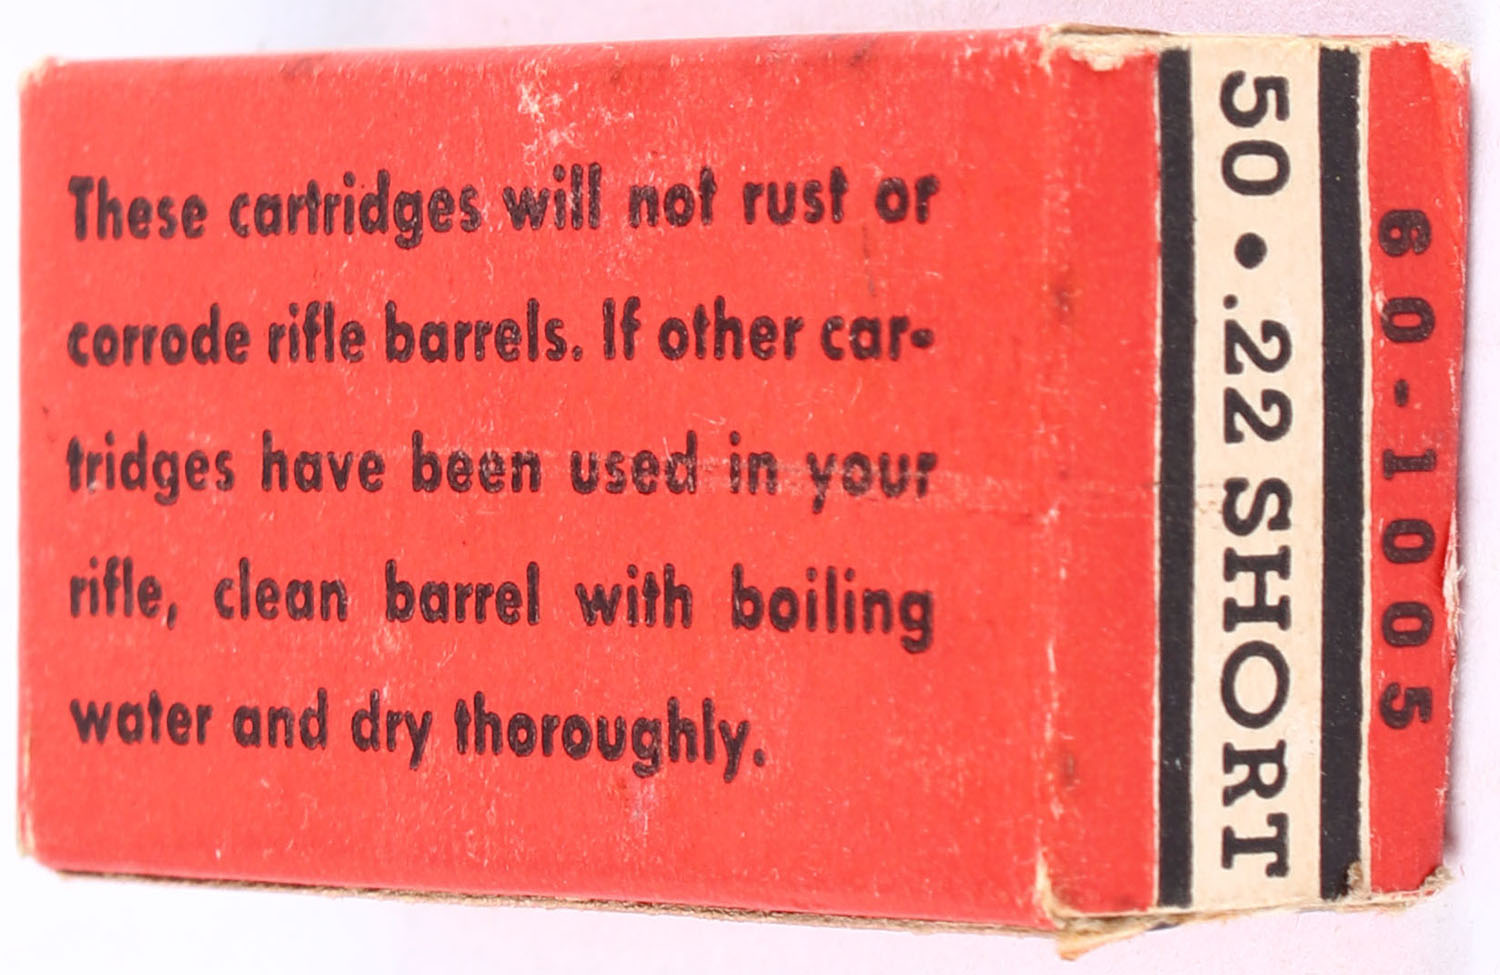 These cartridges will not rust or
corrode rifle barrels. If other car-
tridges have been used in your
rifle, clean barrel with boiling
water and dry thoroughly.
50 • .22 SHORT
60-1005